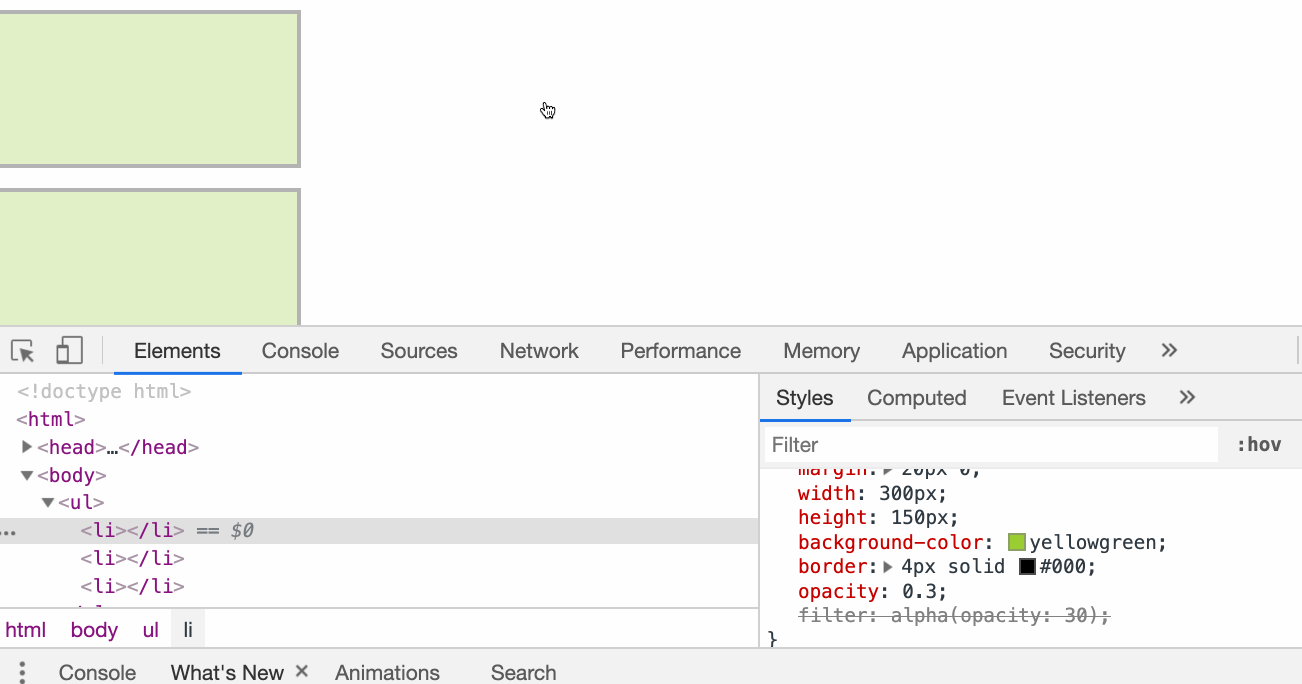 Elements Console Sources Network Performance Memory Application Security »
<!doctype html>
<html>
▶<head>…</head>
▼<body>
▼<ul>
... <li></li> == $0
<li></li>
<li></li>
html body ul li
Styles Computed Event Listeners »
Filter :hov
margin:▶ 20px 0;
width: 300px;
height: 150px;
background-color: yellowgreen;
border:▶ 4px solid #000;
opacity: 0.3;
filter: alpha(opacity: 30);
}
Console What's New × Animations Search